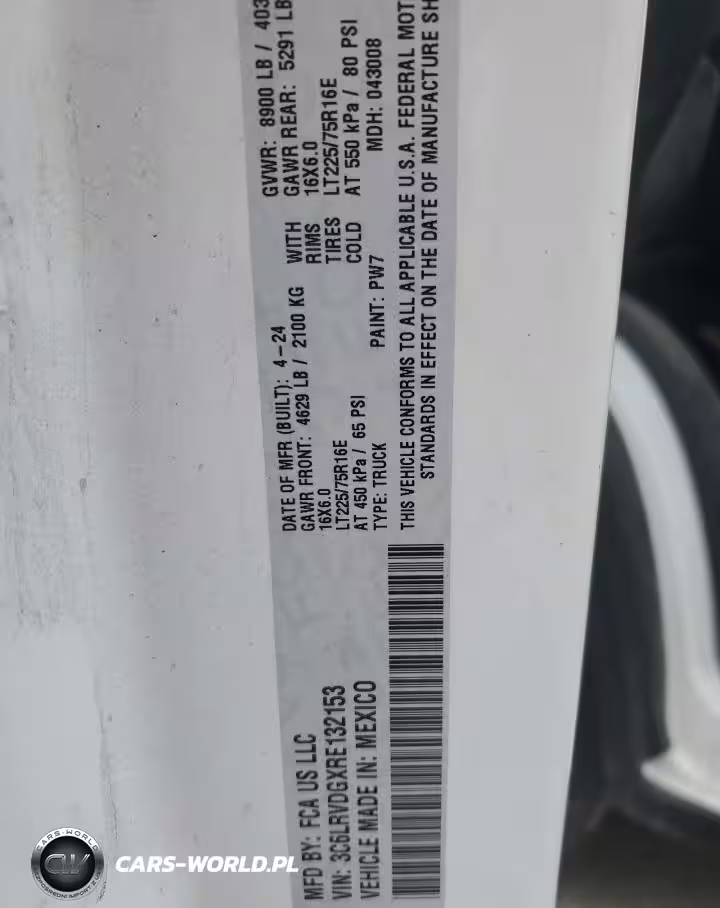 MFD BY: FCA US LLC
VIN: 3C6LRVDGXRE132153
VEHICLE MADE IN: MEXICO
DATE OF MFR (BUILT): 4-24 GVWR: 8900 LB / 403
GAWR FRONT: 4629 LB / 2100 KG WITH GAWR REAR: 5291 LB
16X6.0 RIMS 16X6.0
LT225/75R16E TIRES LT225/75R16E
AT 450 kPa / 65 PSI COLD AT 550 kPa / 80 PSI
TYPE: TRUCK PAINT: PW7 MDH: 043008
THIS VEHICLE CONFORMS TO ALL APPLICABLE U.S.A. FEDERAL MOT
STANDARDS IN EFFECT ON THE DATE OF MANUFACTURE SH
CARS-WORLD.PL
CARS-WORLD
CW